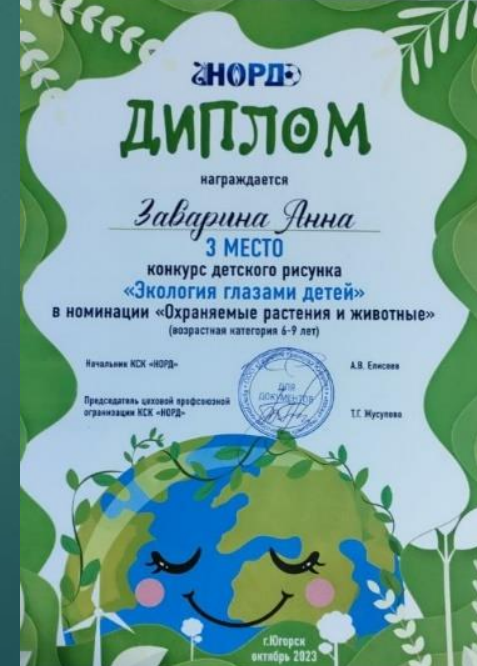 НОРД
ДИПЛОМ
награждается
Заварина Анна
3 МЕСТО
конкурс детского рисунка
«Экология глазами детей»
в номинации «Охраняемые растения и животные»
(возрастная категория 6-9 лет)
Начальник КСК «НОРД» А.В. Елисеев
Председатель цеховой профсоюзной
организации КСК «НОРД» Т.Г. Жусупова
ДЛЯ
ДОКУМЕНТОВ
г.Югорск
октябрь 2023